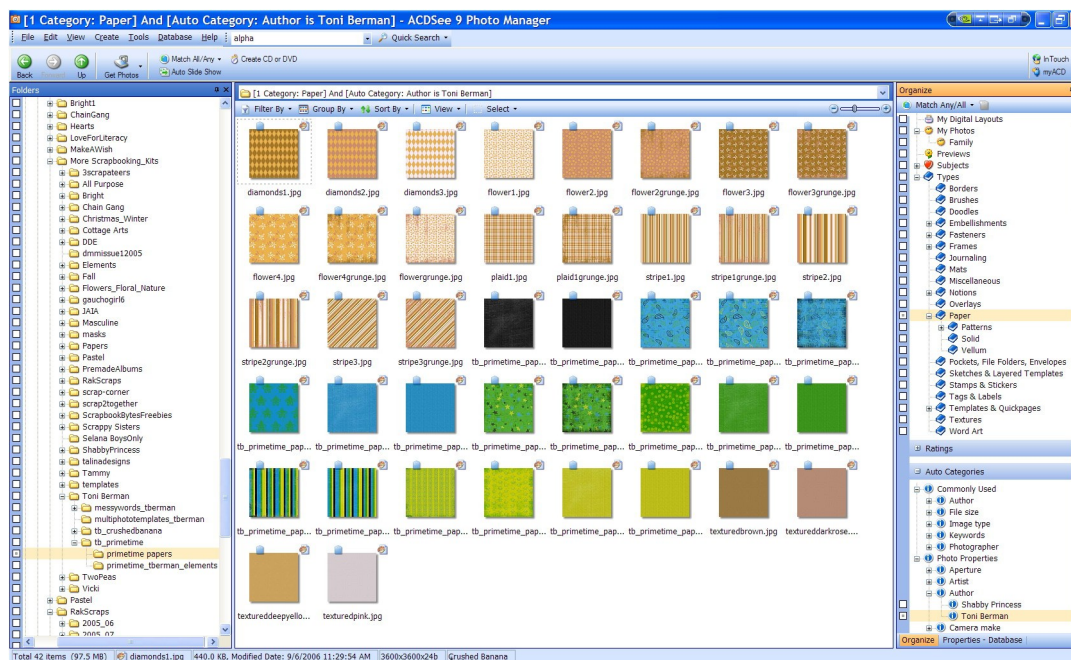 [1 Category: Paper] And [Auto Category: Author is Toni Berman] - ACDSee 9 Photo Manager
File Edit View Create Tools Database Help alpha Quick Search
Back Up Get Photos Match All/Any Create CD or DVD InTouch
Auto Slide Show myACD
Folders
Bright1
ChainGang
Hearts
LoveForLiteracy
MakeAWish
More Scrapbooking_Kits
3scrapateers
All Purpose
Bright
Chain Gang
Christmas_Winter
Cottage Arts
DDE
dmmissue12005
Elements
Fall
Flowers_Floral_Nature
gauchogirl6
JAIA
Masculine
masks
Papers
Pastel
PremadeAlbums
RakScraps
scrap-corner
scrap2together
ScrapbookBytesFreebies
Scrappy Sisters
Selana BoysOnly
ShabbyPrincess
talinadesigns
Tammy
templates
Toni Berman
messywords_tberman
multiphototemplates_tberman
tb_crushedbanana
tb_primetime
primetime papers
primetime_tberman_elements
TwoPeas
Vicki
Pastel
RakScraps
2005_06
2005_07
[1 Category: Paper] And [Auto Category: Author is Toni Berman]
Filter By Group By Sort By View Select
diamonds1.jpg diamonds2.jpg diamonds3.jpg flower1.jpg flower2.jpg flower2grunge.jpg flower3.jpg flower3grunge.jpg
flower4.jpg flower4grunge.jpg flowergrunge.jpg plaid1.jpg plaid1grunge.jpg stripe1.jpg stripe1grunge.jpg stripe2.jpg
stripe2grunge.jpg stripe3.jpg stripe3grunge.jpg tb_primetime_pap... tb_primetime_pap... tb_primetime_pap... tb_primetime_pap... tb_primetime_pap...
tb_primetime_pap... tb_primetime_pap... tb_primetime_pap... tb_primetime_pap... tb_primetime_pap... tb_primetime_pap... tb_primetime_pap... tb_primetime_pap...
tb_primetime_pap... tb_primetime_pap... tb_primetime_pap... tb_primetime_pap... tb_primetime_pap... tb_primetime_pap... texturedbrown.jpg textureddarkrose....
textureddeepyello... texturedpink.jpg
Organize
Match Any/All
My Digital Layouts
My Photos
Family
Previews
Subjects
Types
Borders
Brushes
Doodles
Embellishments
Fasteners
Frames
Journaling
Mats
Miscellaneous
Notions
Overlays
Paper
Patterns
Solid
Vellum
Pockets, File Folders, Envelopes
Sketches & Layered Templates
Stamps & Stickers
Tags & Labels
Templates & Quickpages
Textures
Word Art
Ratings
Auto Categories
Commonly Used
Author
File size
Image type
Keywords
Photographer
Photo Properties
Aperture
Artist
Author
Shabby Princess
Toni Berman
Camera make
Organize Properties - Database
Total 42 items (97.5 MB) diamonds1.jpg 440.0 KB, Modified Date: 9/6/2006 11:29:54 AM 3600x3600x24b Crushed Banana